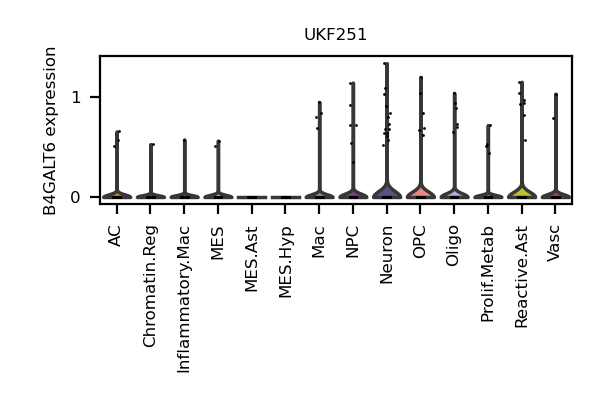 UKF251
B4GALT6 expression
1
0
AC
Chromatin.Reg
Inflammatory.Mac
MES
MES.Ast
MES.Hyp
Mac
NPC
Neuron
OPC
Oligo
Prolif.Metab
Reactive.Ast
Vasc